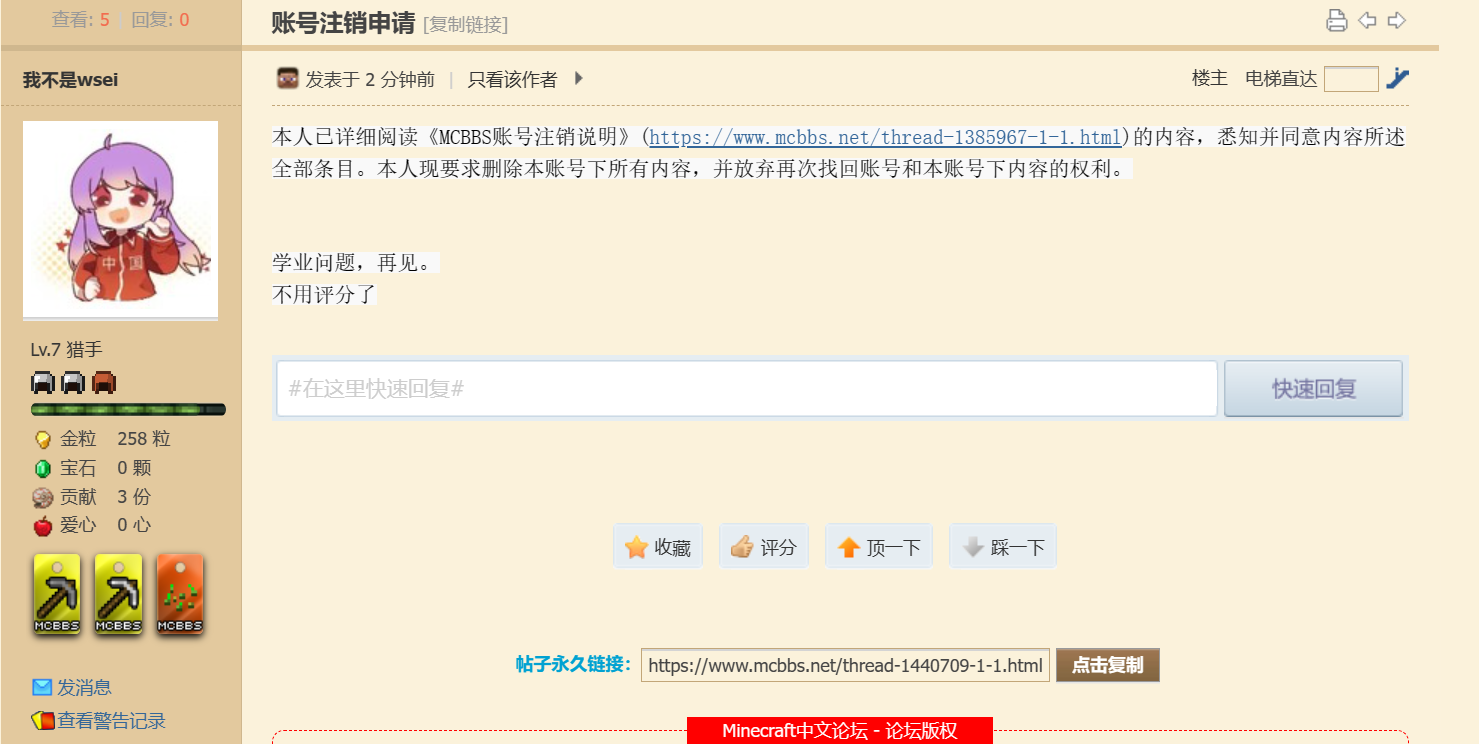 查看: 5 回复: 0
账号注销申请 [复制链接]
我不是wsei
发表于 2 分钟前 | 只看该作者
楼主 电梯直达
本人已详细阅读《MCBBS账号注销说明》(https://www.mcbbs.net/thread-1385967-1-1.html)的内容，悉知并同意内容所述
全部条目。本人现要求删除本账号下所有内容，并放弃再次找回账号和本账号下内容的权利。
学业问题，再见。
不用评分了
中国
Lv.7 猎手
金粒 258 粒
宝石 0 颗
贡献 3 份
爱心 0 心
MCBBS MCBBS MCBBS
发消息
查看警告记录
#在这里快速回复#
快速回复
收藏 评分 顶一下 踩一下
帖子永久链接: https://www.mcbbs.net/thread-1440709-1-1.html 点击复制
Minecraft中文论坛 - 论坛版权